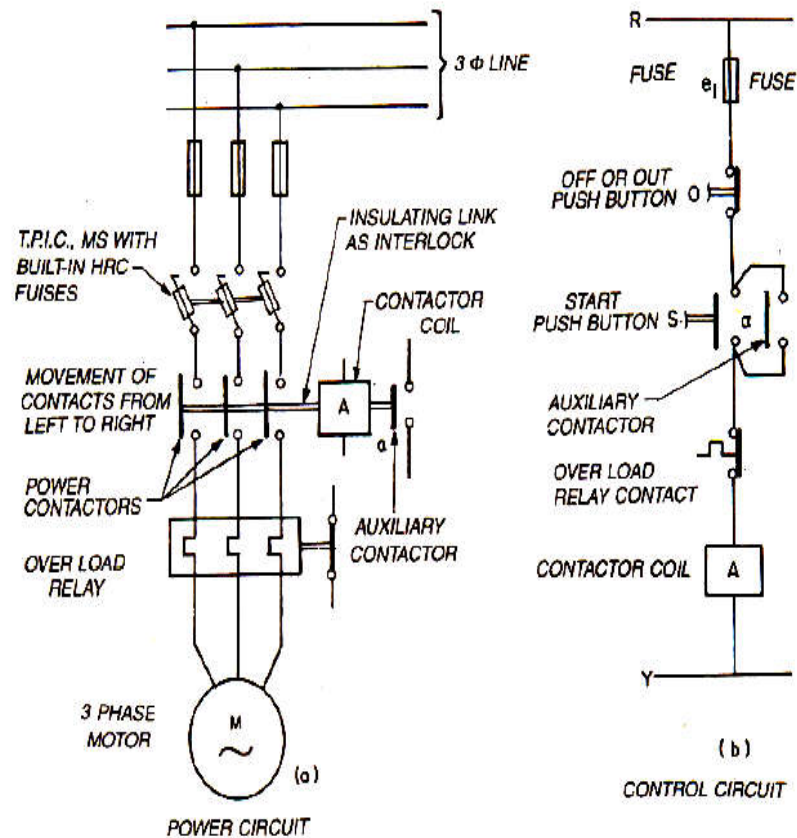 3 Φ LINE
T.P.I.C., MS WITH
BUILT-IN HRC
FUISES
INSULATING LINK
AS INTERLOCK
CONTACTOR
COIL
MOVEMENT OF
CONTACTS FROM
LEFT TO RIGHT
A
α
POWER
CONTACTORS
AUXILIARY
CONTACTOR
OVER LOAD
RELAY
3 PHASE
MOTOR
M
~
(a)
POWER CIRCUIT
R
FUSE
e1
FUSE
OFF OR OUT
PUSH BUTTON
O
START
PUSH BUTTON
S
α
AUXILIARY
CONTACTOR
OVER LOAD
RELAY CONTACT
CONTACTOR COIL
A
Y
(b)
CONTROL CIRCUIT